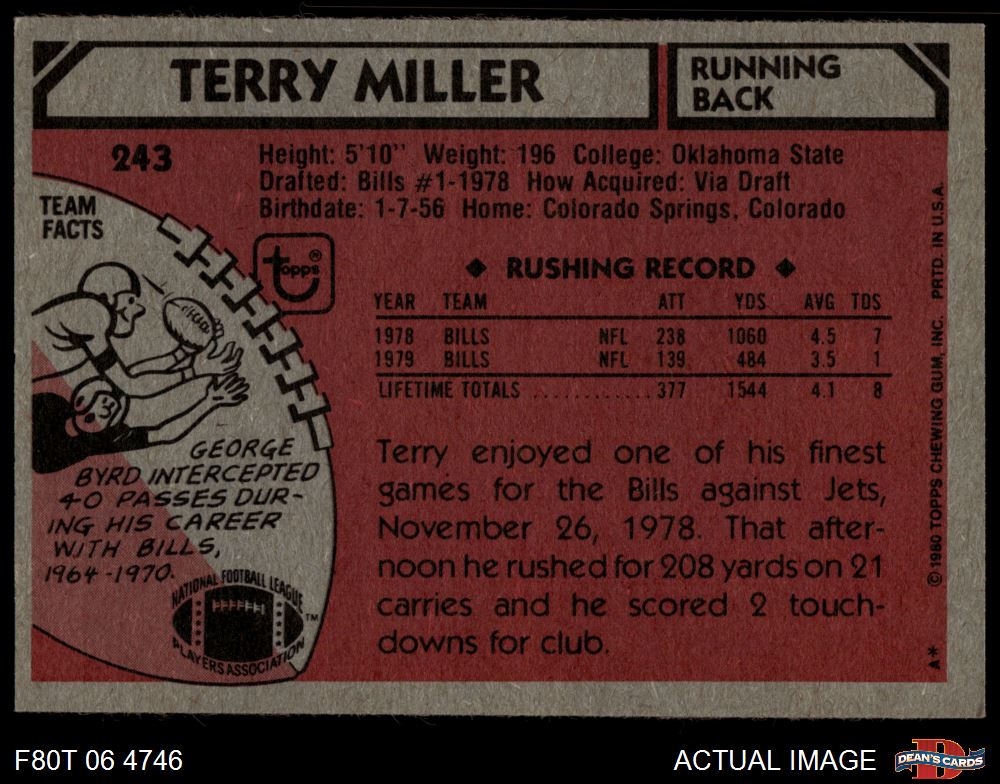 TERRY MILLER
RUNNING
BACK
243
Height: 5'10" Weight: 196 College: Oklahoma State
Drafted: Bills #1-1978 How Acquired: Via Draft
Birthdate: 1-7-56 Home: Colorado Springs, Colorado
TEAM
FACTS
topps®
◆ RUSHING RECORD ◆
YEAR TEAM ATT YDS AVG TDS
1978 BILLS NFL 238 1060 4.5 7
1979 BILLS NFL 139 484 3.5 1
LIFETIME TOTALS ............. 377 1544 4.1 8
GEORGE
BYRD INTERCEPTED
40 PASSES DUR-
ING HIS CAREER
WITH BILLS,
1964-1970.
NATIONAL FOOTBALL LEAGUE
PLAYERS ASSOCIATION
TM
Terry enjoyed one of his finest
games for the Bills against Jets,
November 26, 1978. That after-
noon he rushed for 208 yards on 21
carries and he scored 2 touch-
downs for club.
A* © 1980 TOPPS CHEWING GUM, INC. PRTD. IN U.S.A.
F80T 06 4746
ACTUAL IMAGE
D
DEAN'S CARDS